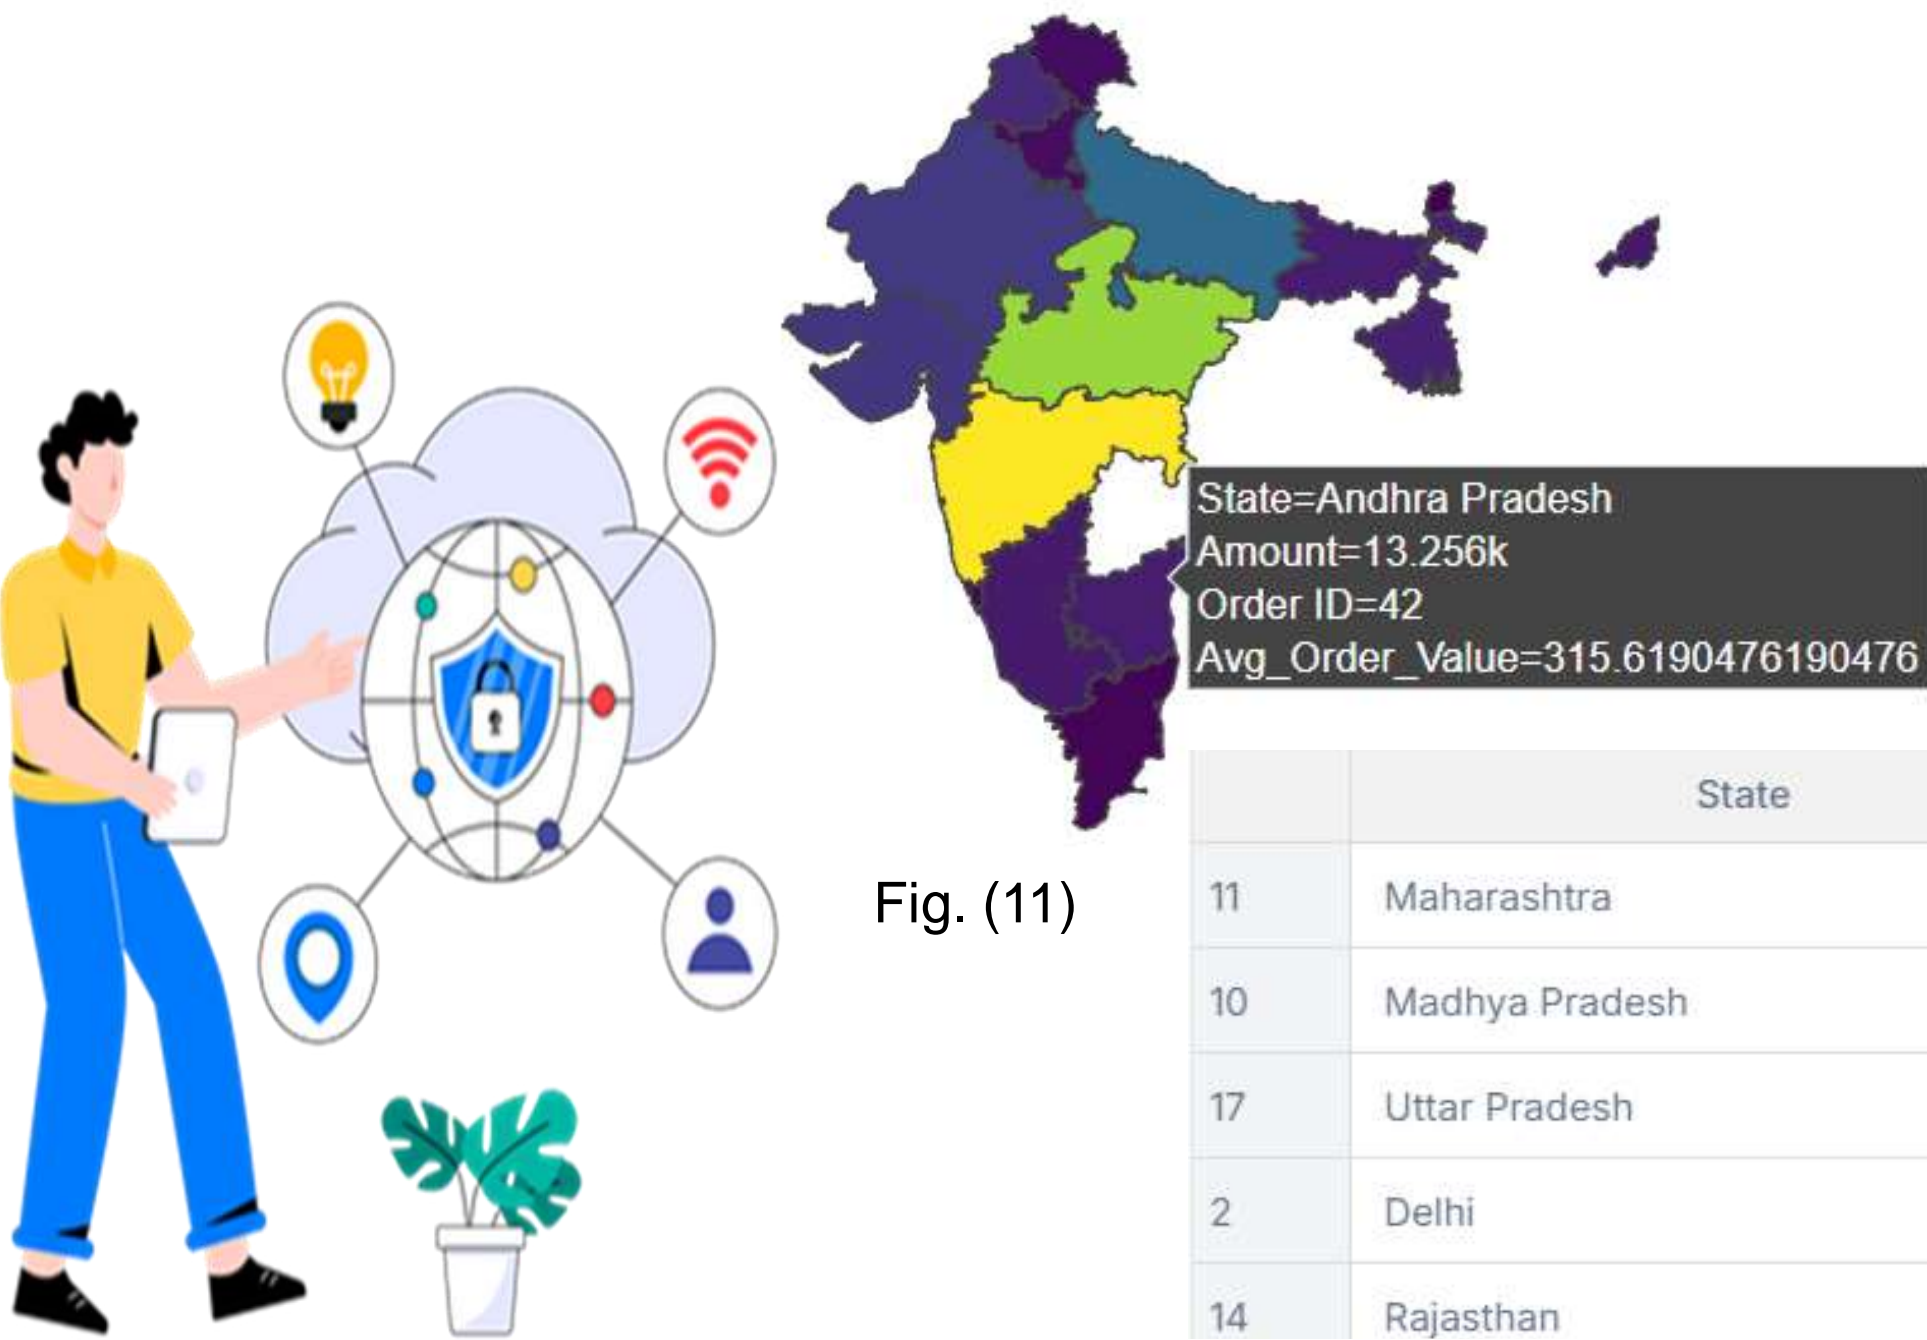 State=Andhra Pradesh
Amount=13.256k
Order ID=42
Avg_Order_Value=315.6190476190476
Fig. (11)
State
11 Maharashtra
10 Madhya Pradesh
17 Uttar Pradesh
2 Delhi
14 Rajasthan